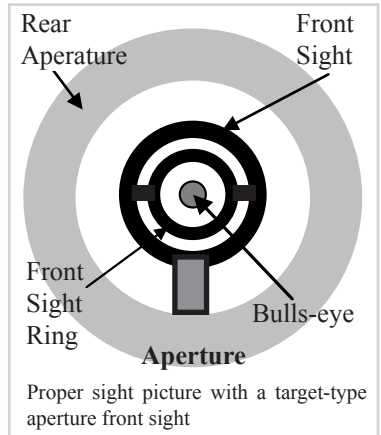 Rear
Aperature
Front
Sight
Front
Sight
Ring
Bulls-eye
Aperture
Proper sight picture with a target-type
aperture front sight